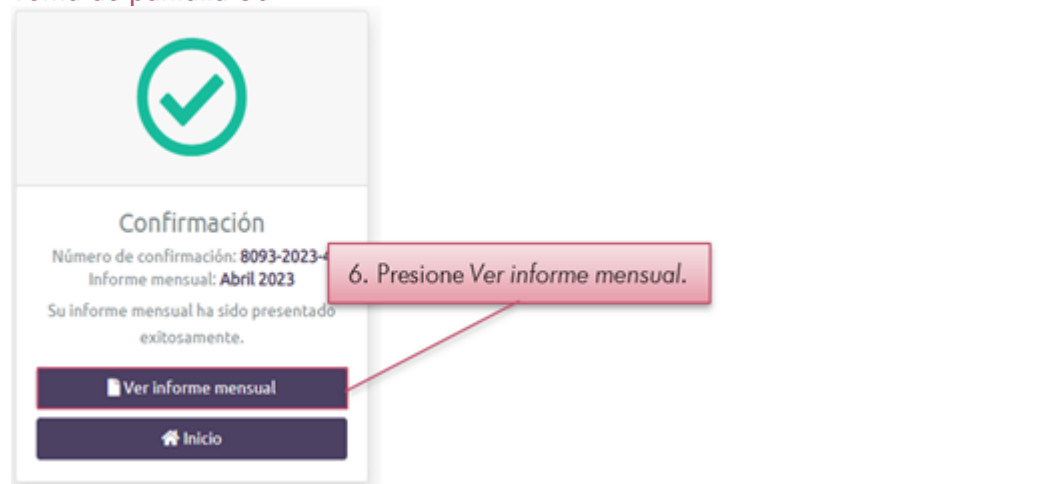 Confirmación
Número de confirmación: 8093-2023-4
Informe mensual: Abril 2023
6. Presione Ver informe mensual.
Su informe mensual ha sido presentado
exitosamente.
Ver informe mensual
Inicio